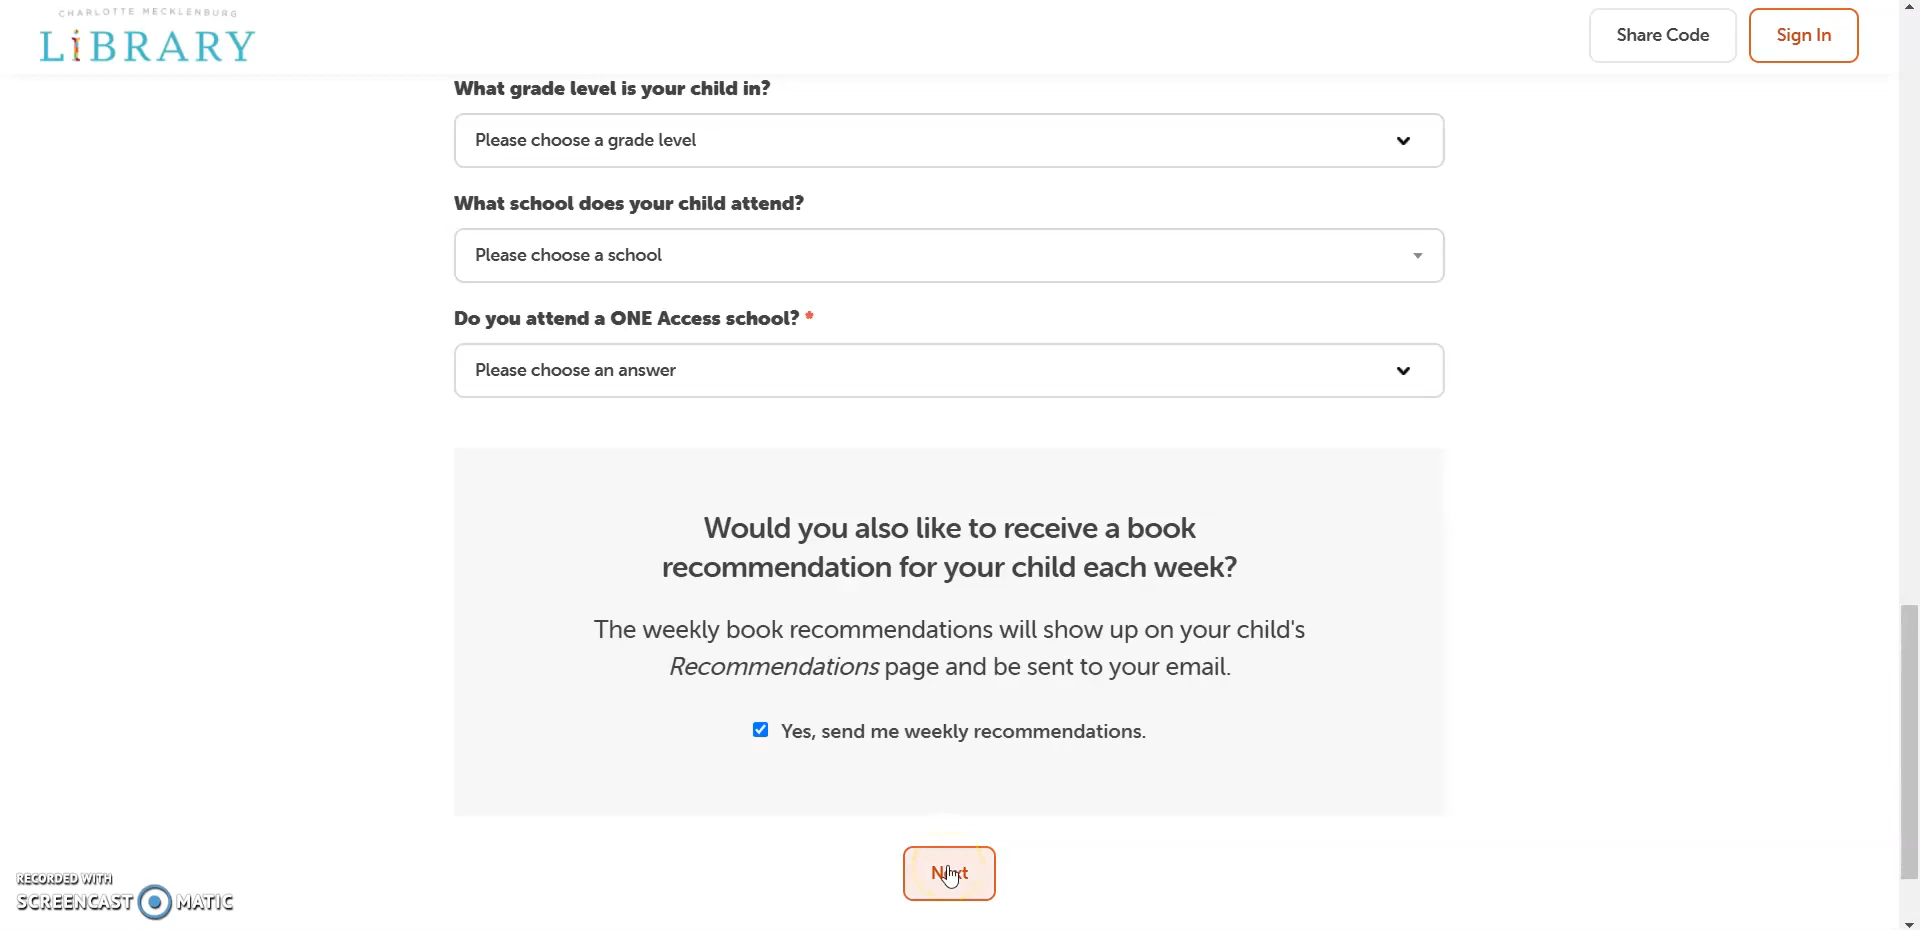 CHARLOTTE MECKLENBURG
LiBRARY
Share Code
Sign In
What grade level is your child in?
Please choose a grade level
What school does your child attend?
Please choose a school
Do you attend a ONE Access school? *
Please choose an answer
Would you also like to receive a book
recommendation for your child each week?
The weekly book recommendations will show up on your child's
Recommendations page and be sent to your email.
Yes, send me weekly recommendations.
Next
RECORDED WITH
SCREENCAST MATIC